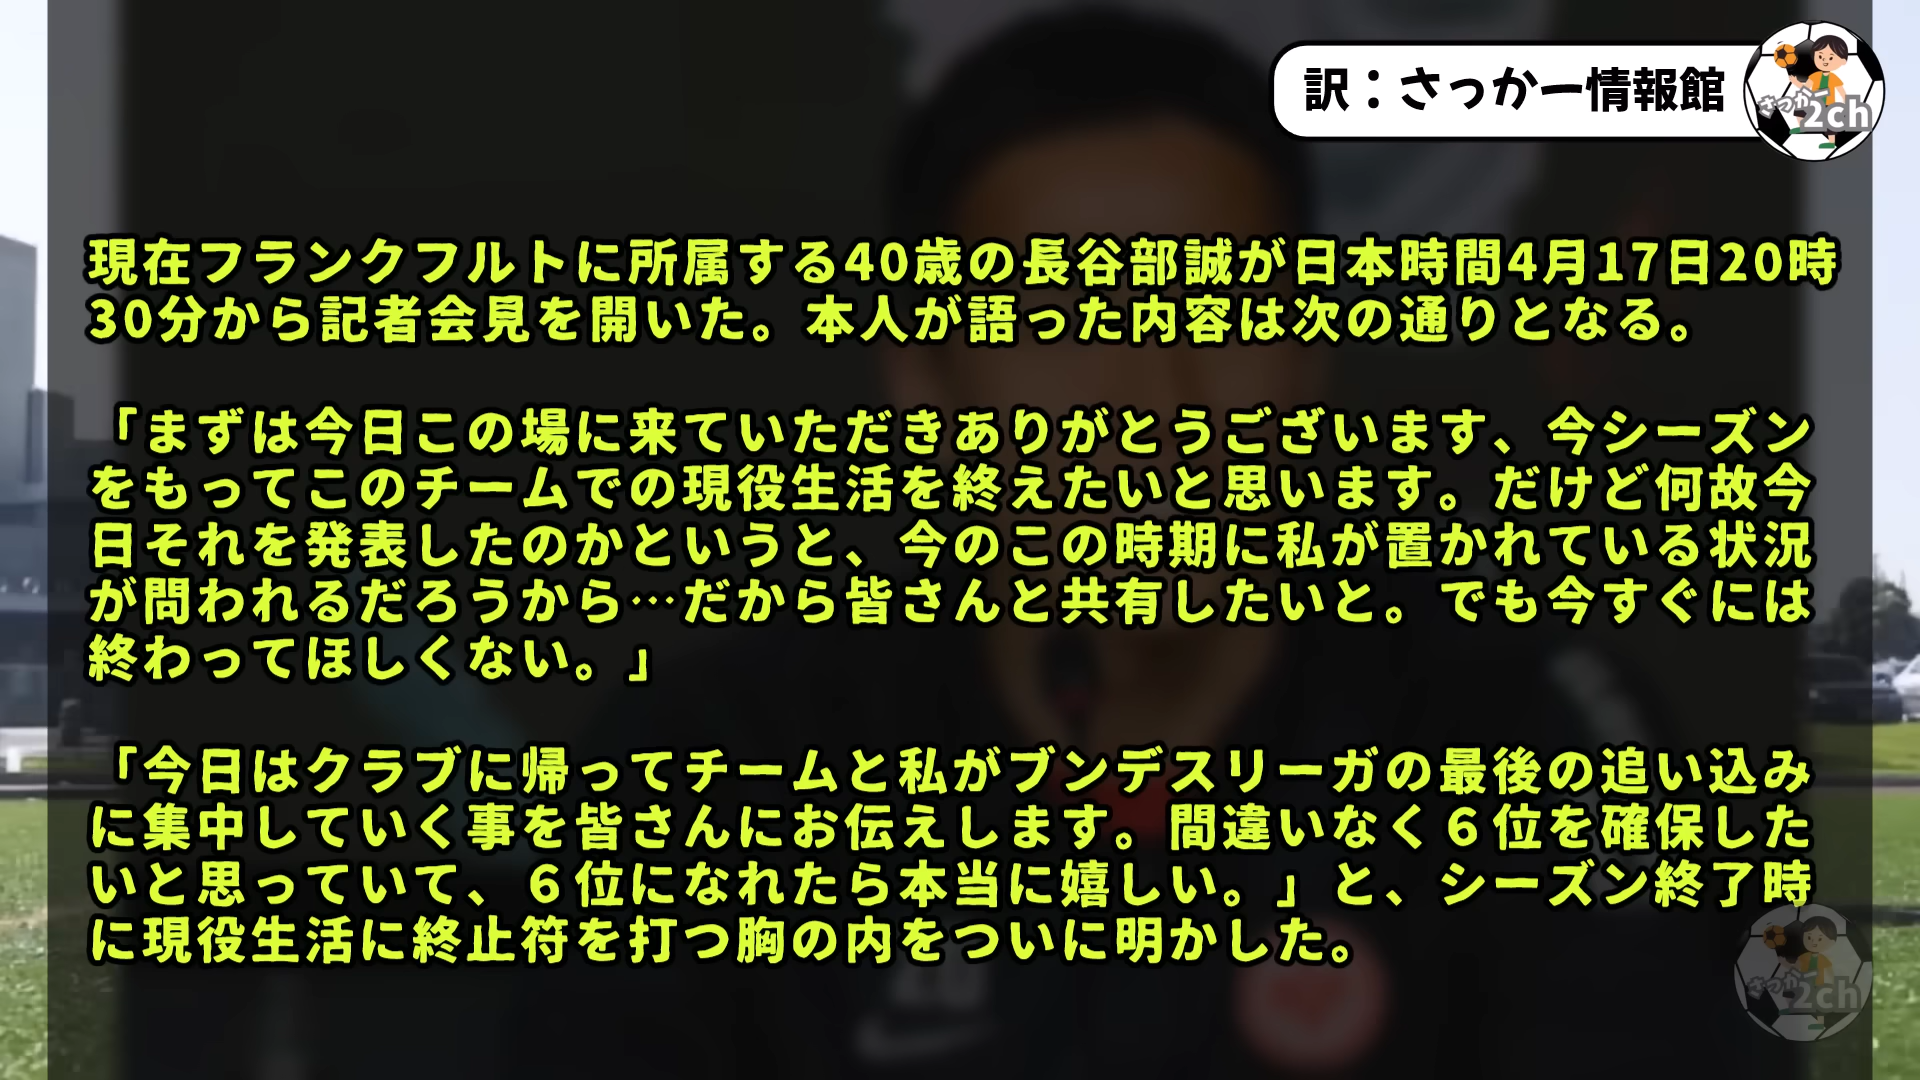 訳：さっかー情報館
さっかー
2ch
現在フランクフルトに所属する40歳の長谷部誠が日本時間4月17日20時
30分から記者会見を開いた。本人が語った内容は次の通りとなる。
「まずは今日この場に来ていただきありがとうございます、今シーズン
をもってこのチームでの現役生活を終えたいと思います。だけど何故今
日それを発表したのかというと、今のこの時期に私が置かれている状況
が問われるだろうから…だから皆さんと共有したいと。でも今すぐには
終わってほしくない。」
「今日はクラブに帰ってチームと私がブンデスリーガの最後の追い込み
に集中していく事を皆さんにお伝えします。間違いなく６位を確保した
いと思っていて、６位になれたら本当に嬉しい。」と、シーズン終了時
に現役生活に終止符を打つ胸の内をついに明かした。
20
さっかー
2ch